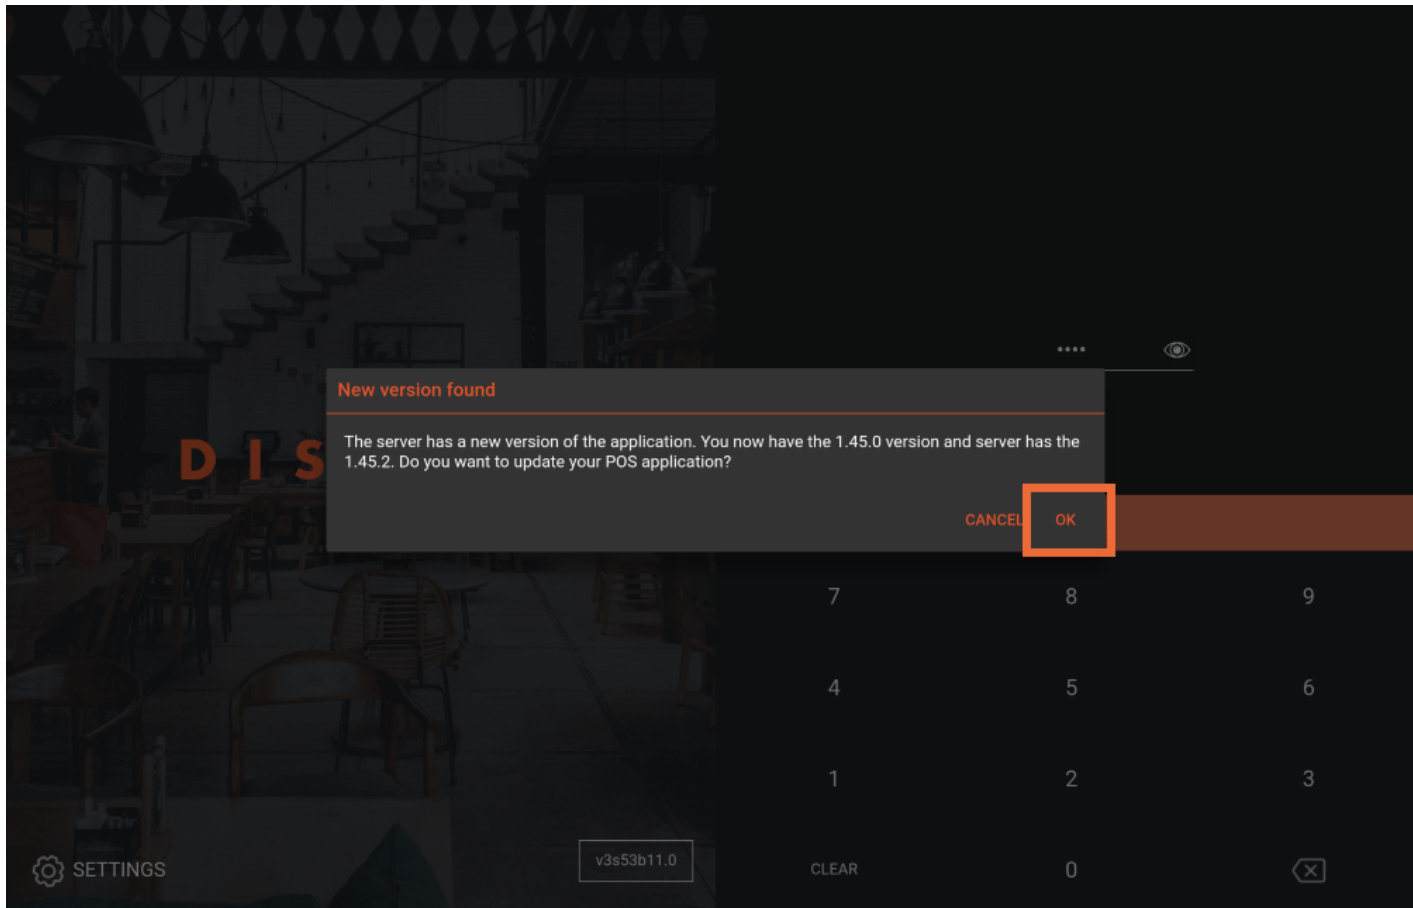 ••••
New version found
The server has a new version of the application. You now have the 1.45.0 version and server has the
1.45.2. Do you want to update your POS application?
DIS
CANCEL OK
7 8 9
4 5 6
1 2 3
SETTINGS
v3s53b11.0
CLEAR 0